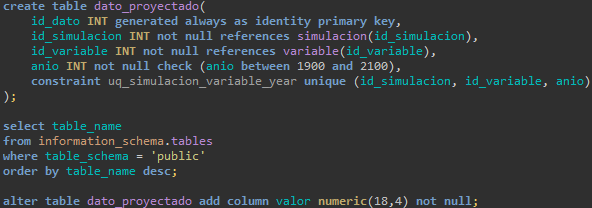 create table dato_proyectado(
    id_dato INT generated always as identity primary key,
    id_simulacion INT not null references simulacion(id_simulacion),
    id_variable INT not null references variable(id_variable),
    anio INT not null check (anio between 1900 and 2100),
    constraint uq_simulacion_variable_year unique (id_simulacion, id_variable, anio)
);
select table_name
from information_schema.tables
where table_schema = 'public'
order by table_name desc;
alter table dato_proyectado add column valor numeric(18,4) not null;